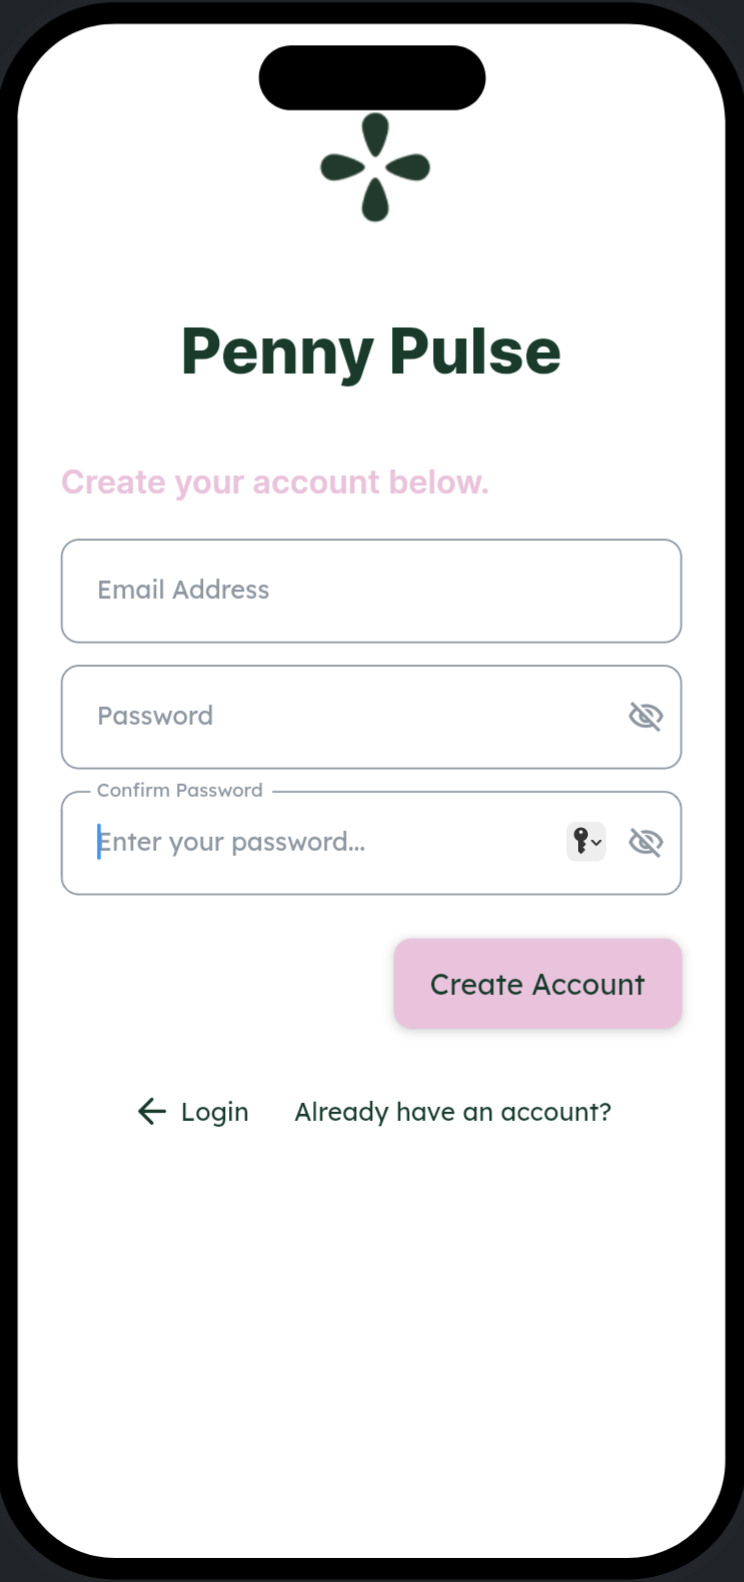 Penny Pulse
Create your account below.
Email Address
Password
Confirm Password
Enter your password...
Create Account
Login Already have an account?